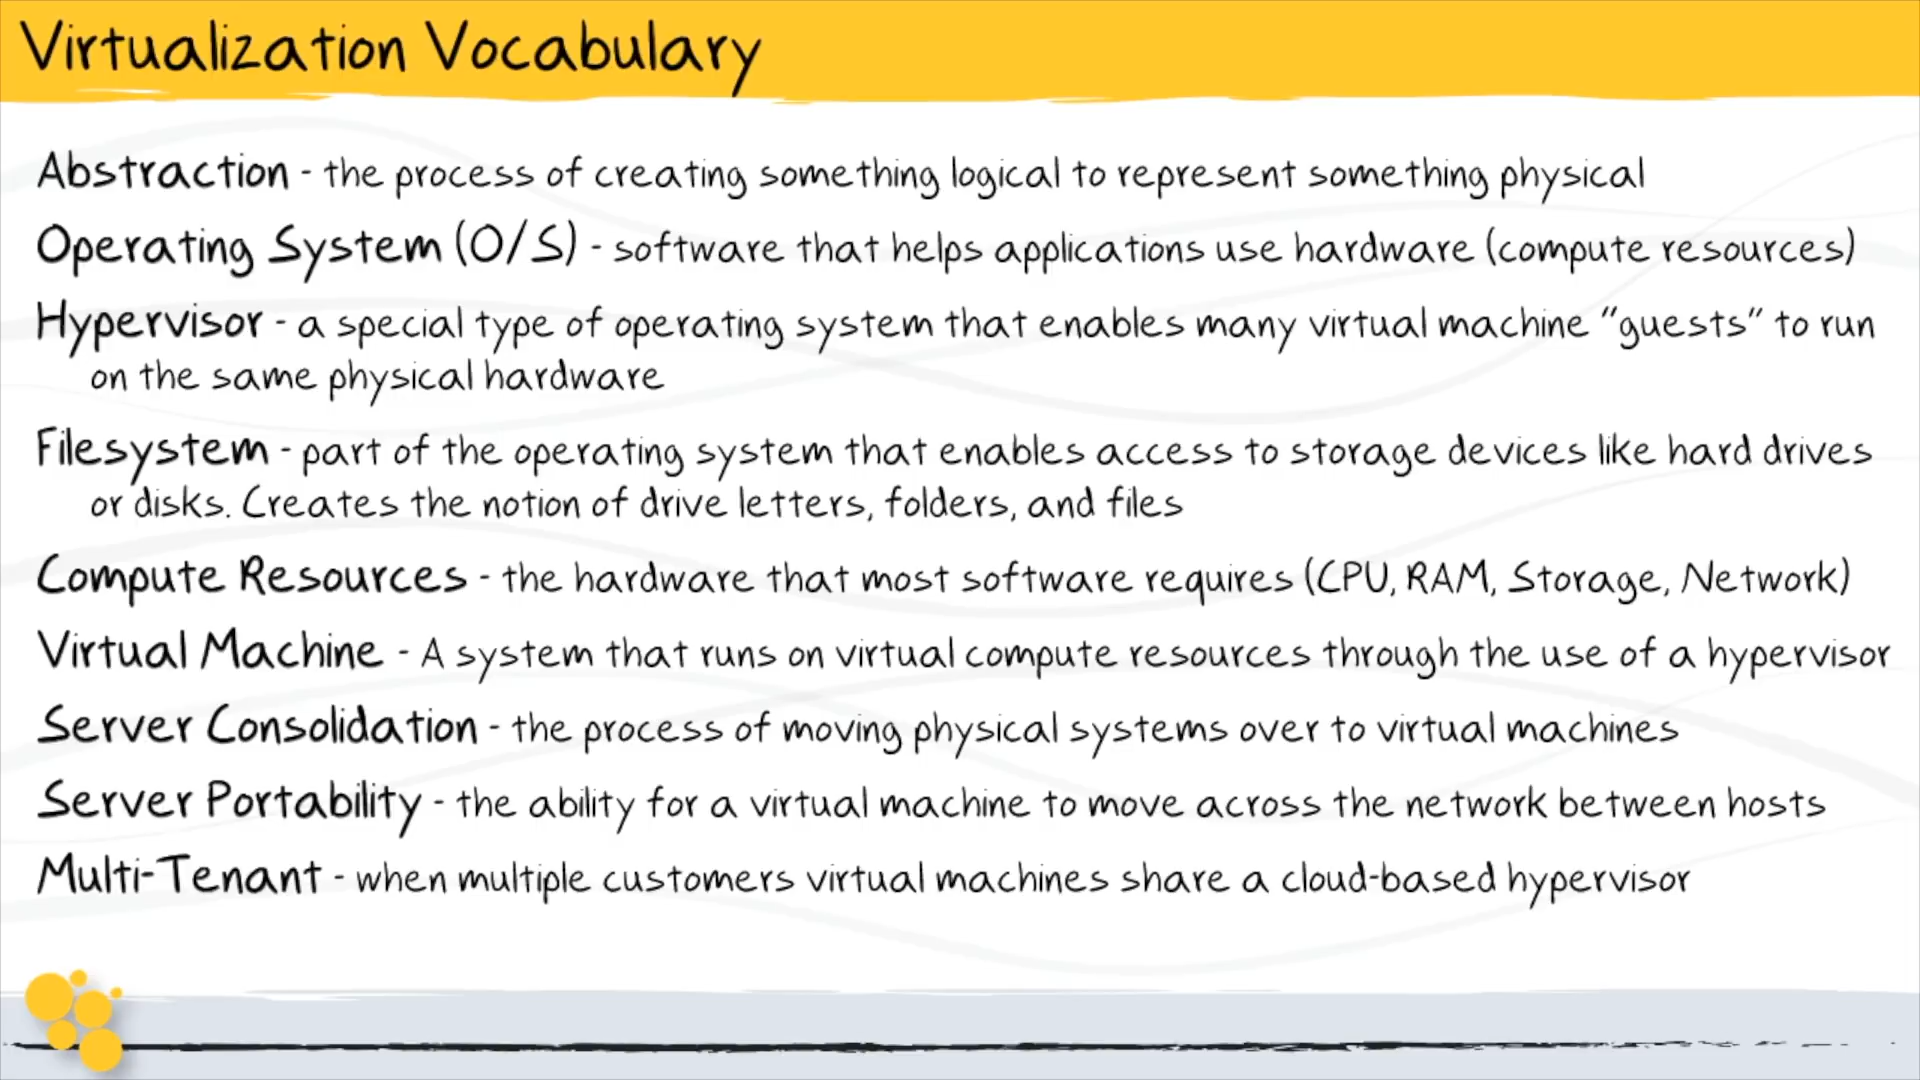 Virtualization Vocabulary
Abstraction - the process of creating something logical to represent something physical
Operating System (O/S) - software that helps applications use hardware (compute resources)
Hypervisor - a special type of operating system that enables many virtual machine "guests" to run
on the same physical hardware
Filesystem - part of the operating system that enables access to storage devices like hard drives
or disks. Creates the notion of drive letters, folders, and files
Compute Resources - the hardware that most software requires (CPU, RAM, Storage, Network)
Virtual Machine - A system that runs on virtual compute resources through the use of a hypervisor
Server Consolidation - the process of moving physical systems over to virtual machines
Server Portability - the ability for a virtual machine to move across the network between hosts
Multi-Tenant - when multiple customers virtual machines share a cloud-based hypervisor